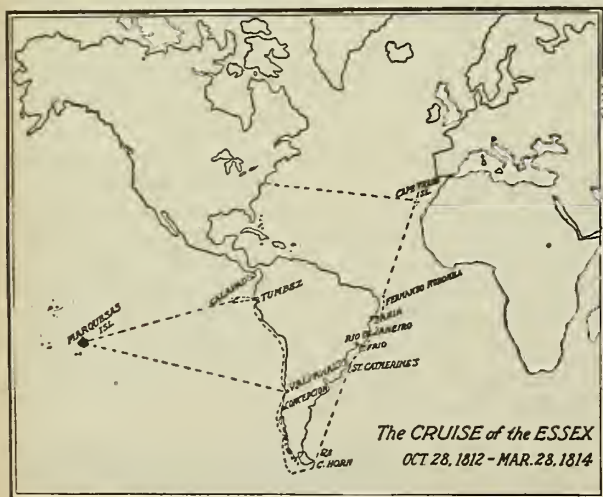 CAPE VERDE
ISL.
GALAPAGOS
TUMBEZ
FERNANDO NORONHA
MARQUESAS
ISL.
BAHIA
RIO DE JANEIRO
C. FRIO
VALPARAISO
ST. CATHERINE'S
CONCEPCION
C. HORN
The CRUISE of the ESSEX
OCT. 28, 1812 - MAR. 28, 1814